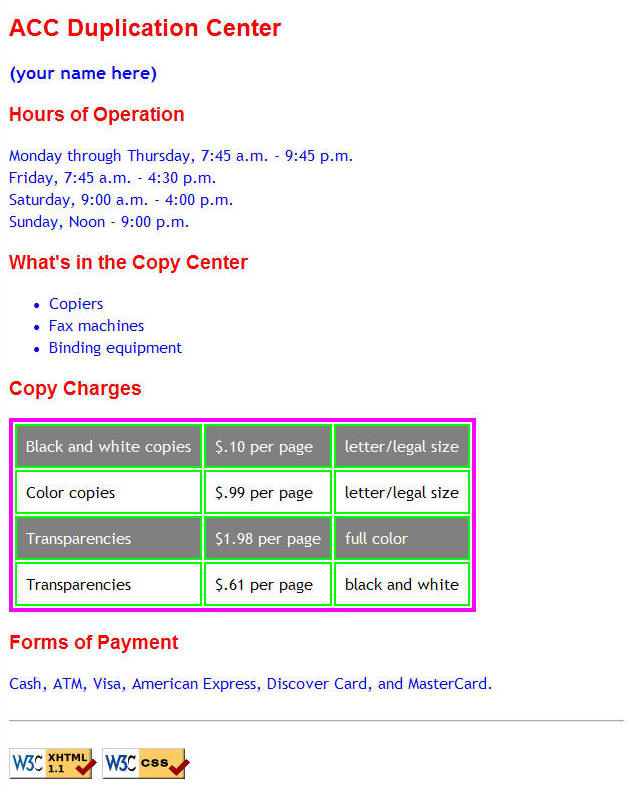 ACC Duplication Center
(your name here)
Hours of Operation
Monday through Thursday, 7:45 a.m. - 9:45 p.m.
Friday, 7:45 a.m. - 4:30 p.m.
Saturday, 9:00 a.m. - 4:00 p.m.
Sunday, Noon - 9:00 p.m.
What's in the Copy Center
• Copiers
• Fax machines
• Binding equipment
Copy Charges
Black and white copies $.10 per page letter/legal size
Color copies $.99 per page letter/legal size
Transparencies $1.98 per page full color
Transparencies $.61 per page black and white
Forms of Payment
Cash, ATM, Visa, American Express, Discover Card, and MasterCard.
W3C XHTML 1.1 W3C css